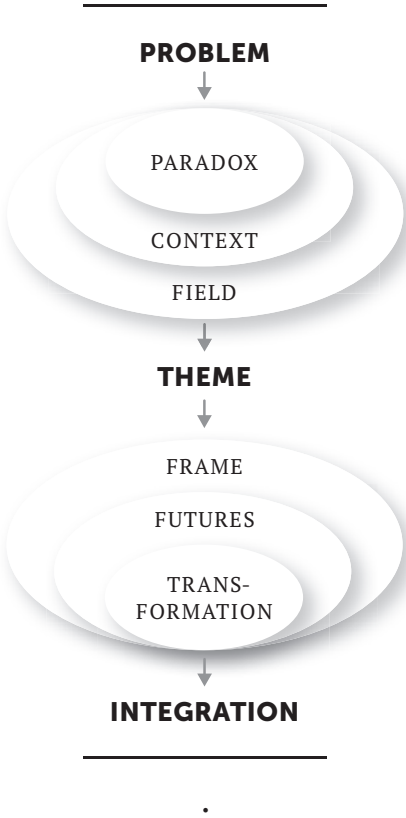 PROBLEM
PARADOX
CONTEXT
FIELD
THEME
FRAME
FUTURES
TRANS-
FORMATION
INTEGRATION
.